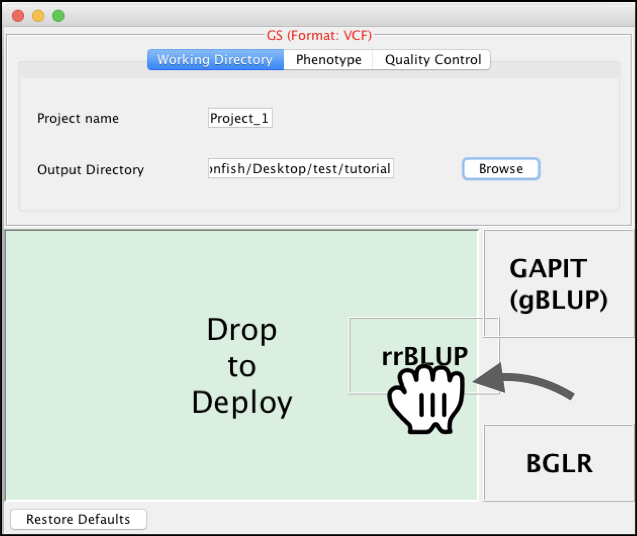 GS (Format: VCF)
Working Directory Phenotype Quality Control
Project name Project_1
Output Directory onfish/Desktop/test/tutorial Browse
GAPIT
(gBLUP)
Drop
to
Deploy
rrBLUP
BGLR
Restore Defaults